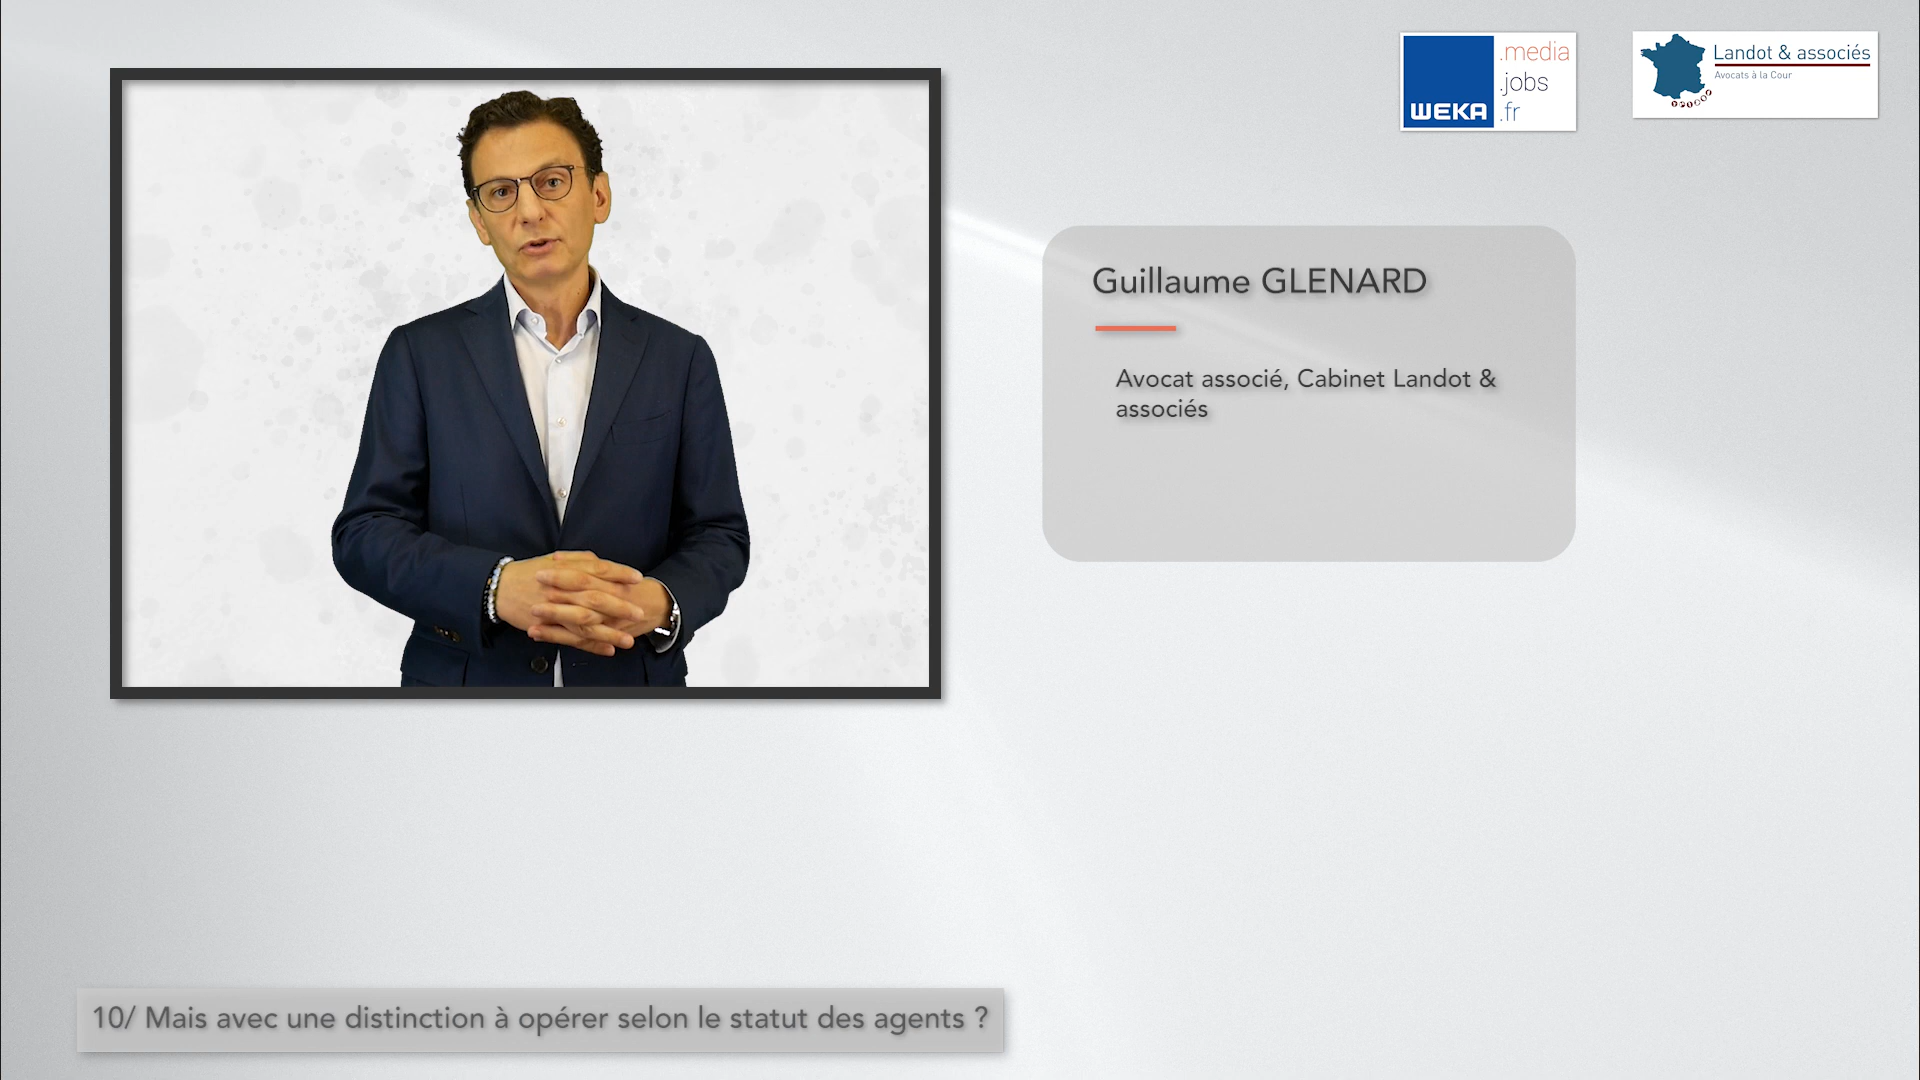 .media
.jobs
WEKA .fr
Landot & associés
Avocats à la Cour
Guillaume GLENARD
Avocat associé, Cabinet Landot &
associés
10/ Mais avec une distinction à opérer selon le statut des agents ?